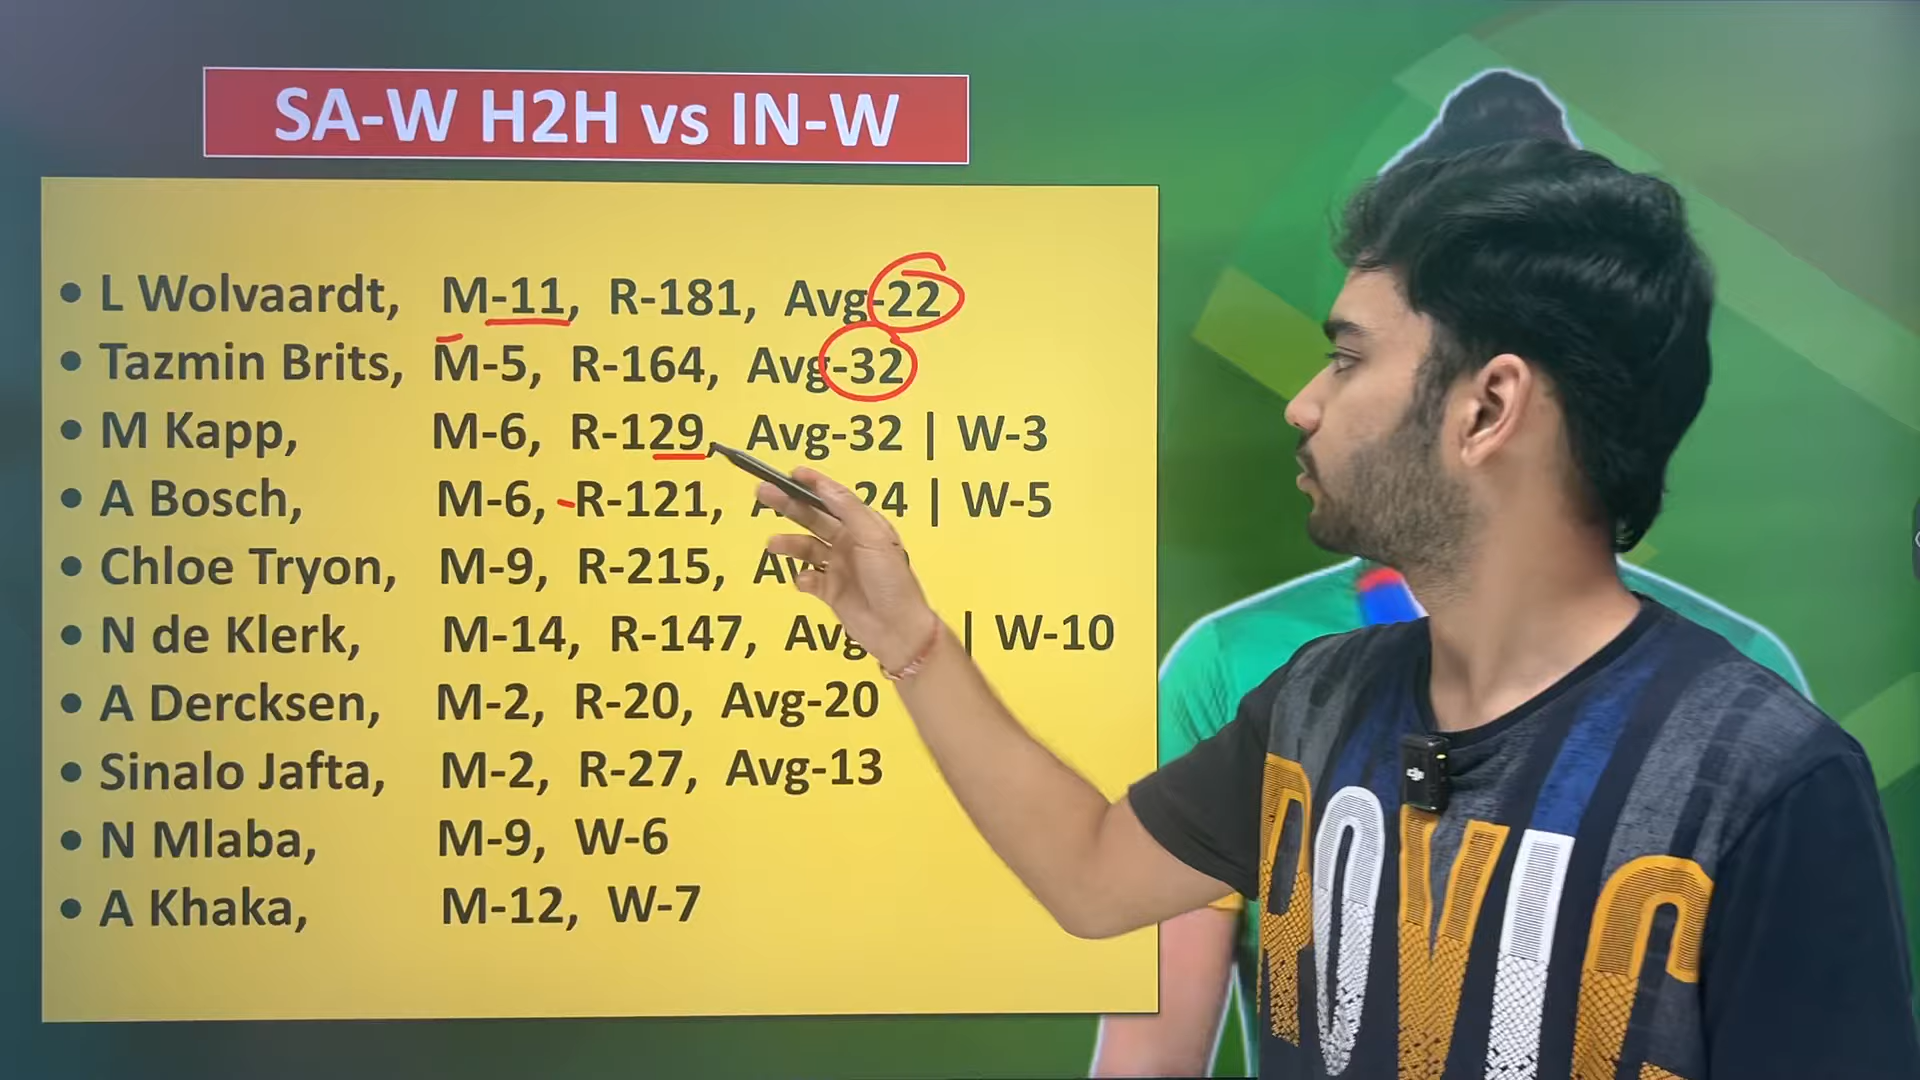 SA-W H2H vs IN-W
• L Wolvaardt, M-11, R-181, Avg-22
• Tazmin Brits, M-5, R-164, Avg-32
• M Kapp, M-6, R-129, Avg-32 | W-3
• A Bosch, M-6, R-121, 24 | W-5
• Chloe Tryon, M-9, R-215,
• N de Klerk, M-14, R-147, Avg | W-10
• A Dercksen, M-2, R-20, Avg-20
• Sinalo Jafta, M-2, R-27, Avg-13
• N Mlaba, M-9, W-6
• A Khaka, M-12, W-7
dji